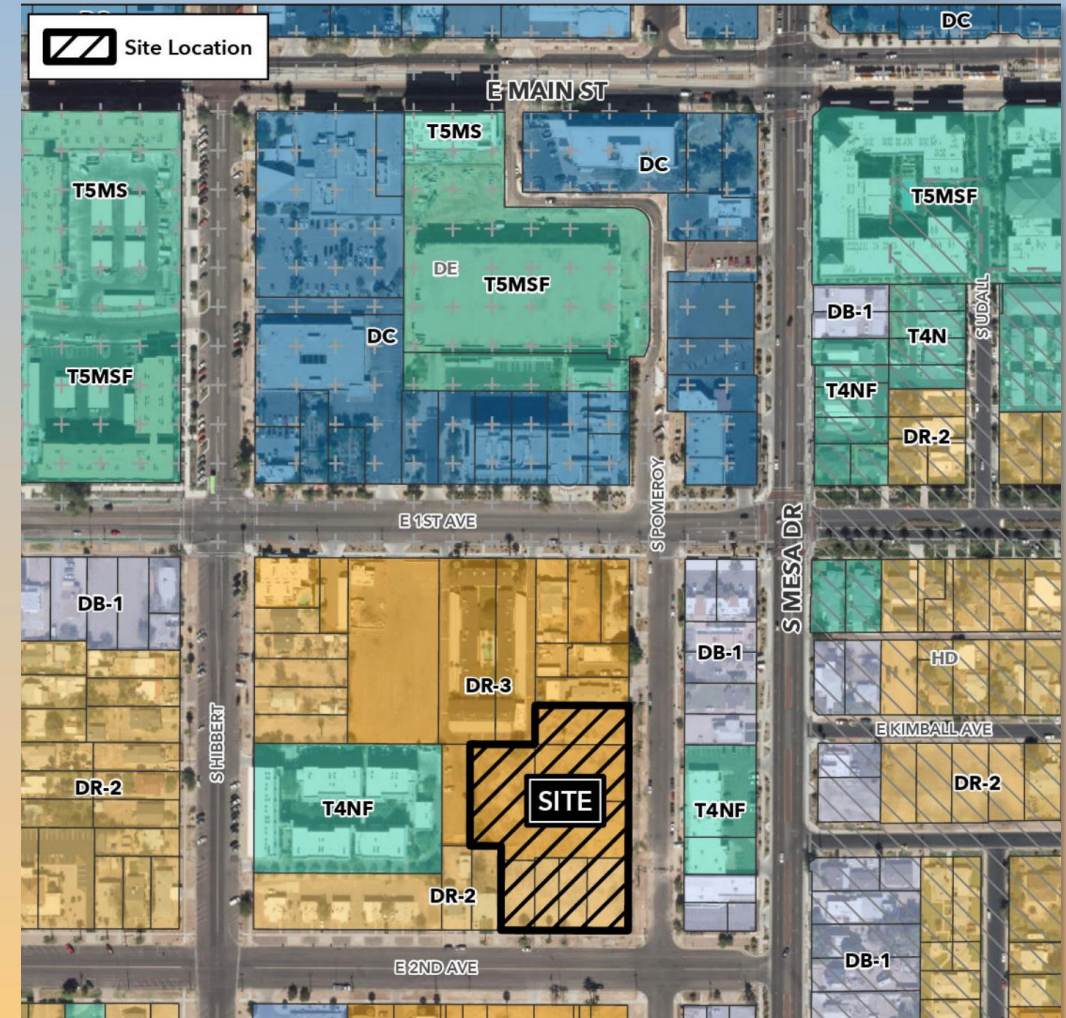 DC
Site Location
E MAIN ST
T5MS
DC
T5MS
T5MSF
DE
T5MSF
S UDALL
DB-1
DC
T4N
T5MSF
T4NF
DR-2
S POMEROY
E 1ST AVE
S MESA DR
DB-1
DB-1
HD
DR-3
S HIBBERT
E KIMBALL AVE
DR-2
DR-2
SITE
T4NF
T4NF
DR-2
DB-1
E 2ND AVE